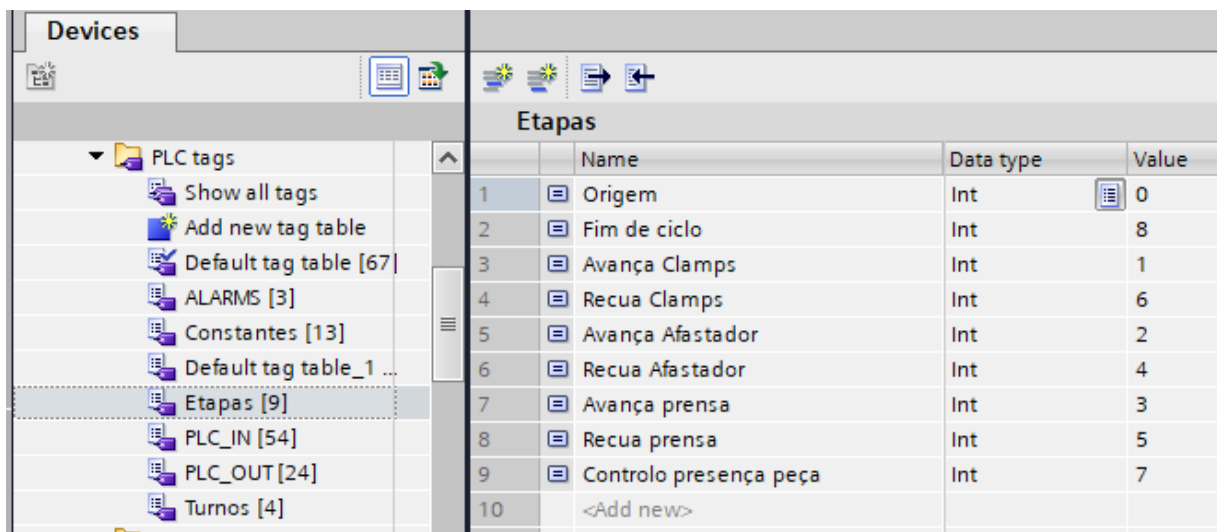 Devices
PLC tags
Show all tags
Add new tag table
Default tag table [67]
ALARMS [3]
Constantes [13]
Default tag table_1 ...
Etapas [9]
PLC_IN [54]
PLC_OUT [24]
Turnos [4]
Etapas
Name Data type Value
1 Origem Int 0
2 Fim de ciclo Int 8
3 Avança Clamps Int 1
4 Recua Clamps Int 6
5 Avança Afastador Int 2
6 Recua Afastador Int 4
7 Avança prensa Int 3
8 Recua prensa Int 5
9 Controlo presença peça Int 7
10 <Add new>